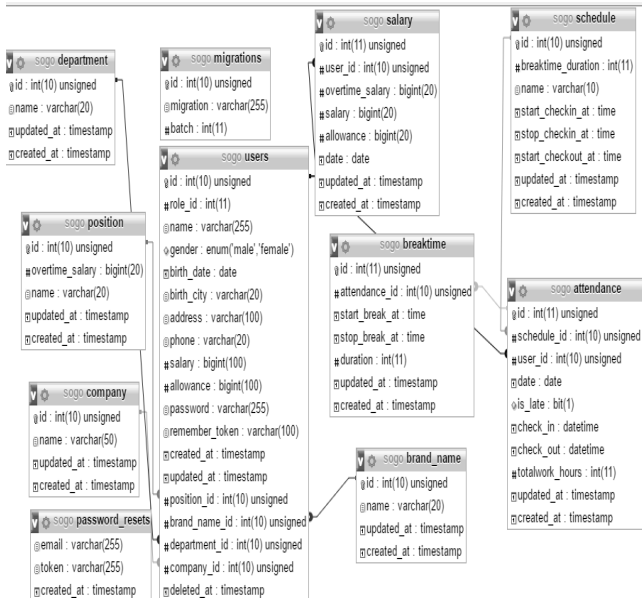 sogo department
id : int(10) unsigned
name : varchar(20)
updated_at : timestamp
created_at : timestamp
sogo migrations
id : int(10) unsigned
migration : varchar(255)
#batch : int(11)
sogo salary
id : int(11) unsigned
#user_id : int(10) unsigned
#overtime_salary : bigint(20)
#salary : bigint(20)
#allowance : bigint(20)
date : date
updated_at : timestamp
created_at : timestamp
sogo schedule
id : int(10) unsigned
#breaktime_duration : int(11)
name : varchar(10)
start_checkin_at : time
stop_checkin_at : time
start_checkout_at : time
updated_at : timestamp
created_at : timestamp
sogo users
id : int(10) unsigned
#role_id : int(11)
name : varchar(255)
gender : enum('male','female')
birth_date : date
birth_city : varchar(20)
address : varchar(100)
phone : varchar(20)
#salary : bigint(100)
#allowance : bigint(100)
password : varchar(255)
remember_token : varchar(100)
created_at : timestamp
updated_at : timestamp
#position_id : int(10) unsigned
#brand_name_id : int(10) unsigned
#department_id : int(10) unsigned
#company_id : int(10) unsigned
deleted_at : timestamp
sogo position
id : int(10) unsigned
#overtime_salary : bigint(20)
name : varchar(20)
updated_at : timestamp
created_at : timestamp
sogo breaktime
id : int(11) unsigned
#attendance_id : int(10) unsigned
start_break_at : time
stop_break_at : time
#duration : int(11)
updated_at : timestamp
created_at : timestamp
sogo attendance
id : int(11) unsigned
#schedule_id : int(10) unsigned
#user_id : int(10) unsigned
date : date
is_late : bit(1)
check_in : datetime
check_out : datetime
#totalwork_hours : int(11)
updated_at : timestamp
created_at : timestamp
sogo company
id : int(10) unsigned
name : varchar(50)
updated_at : timestamp
created_at : timestamp
sogo brand_name
id : int(10) unsigned
name : varchar(20)
updated_at : timestamp
created_at : timestamp
sogo password_resets
email : varchar(255)
token : varchar(255)
created_at : timestamp